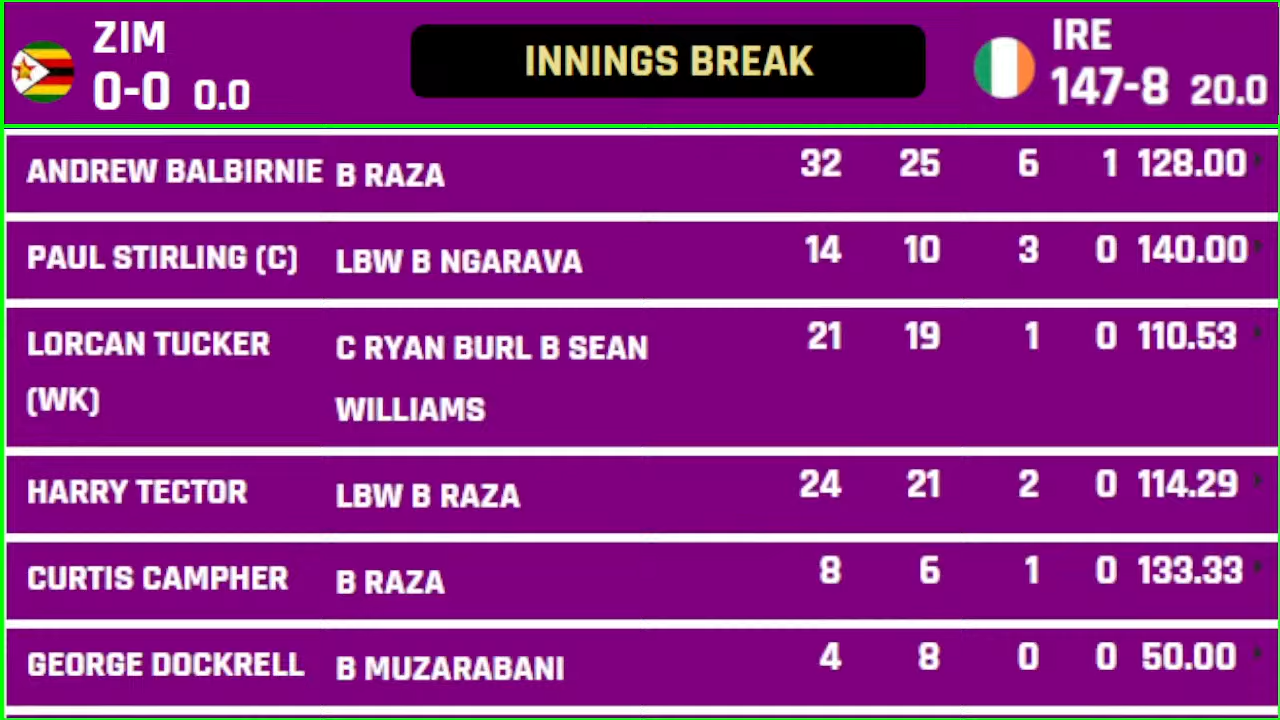 ZIM
0-0 0.0
INNINGS BREAK
IRE
147-8 20.0
ANDREW BALBIRNIE B RAZA 32 25 6 1 128.00
PAUL STIRLING (C) LBW B NGARAVA 14 10 3 0 140.00
LORCAN TUCKER C RYAN BURL B SEAN 21 19 1 0 110.53
(WK) WILLIAMS
HARRY TECTOR LBW B RAZA 24 21 2 0 114.29
CURTIS CAMPHER B RAZA 8 6 1 0 133.33
GEORGE DOCKRELL B MUZARABANI 4 8 0 0 50.00